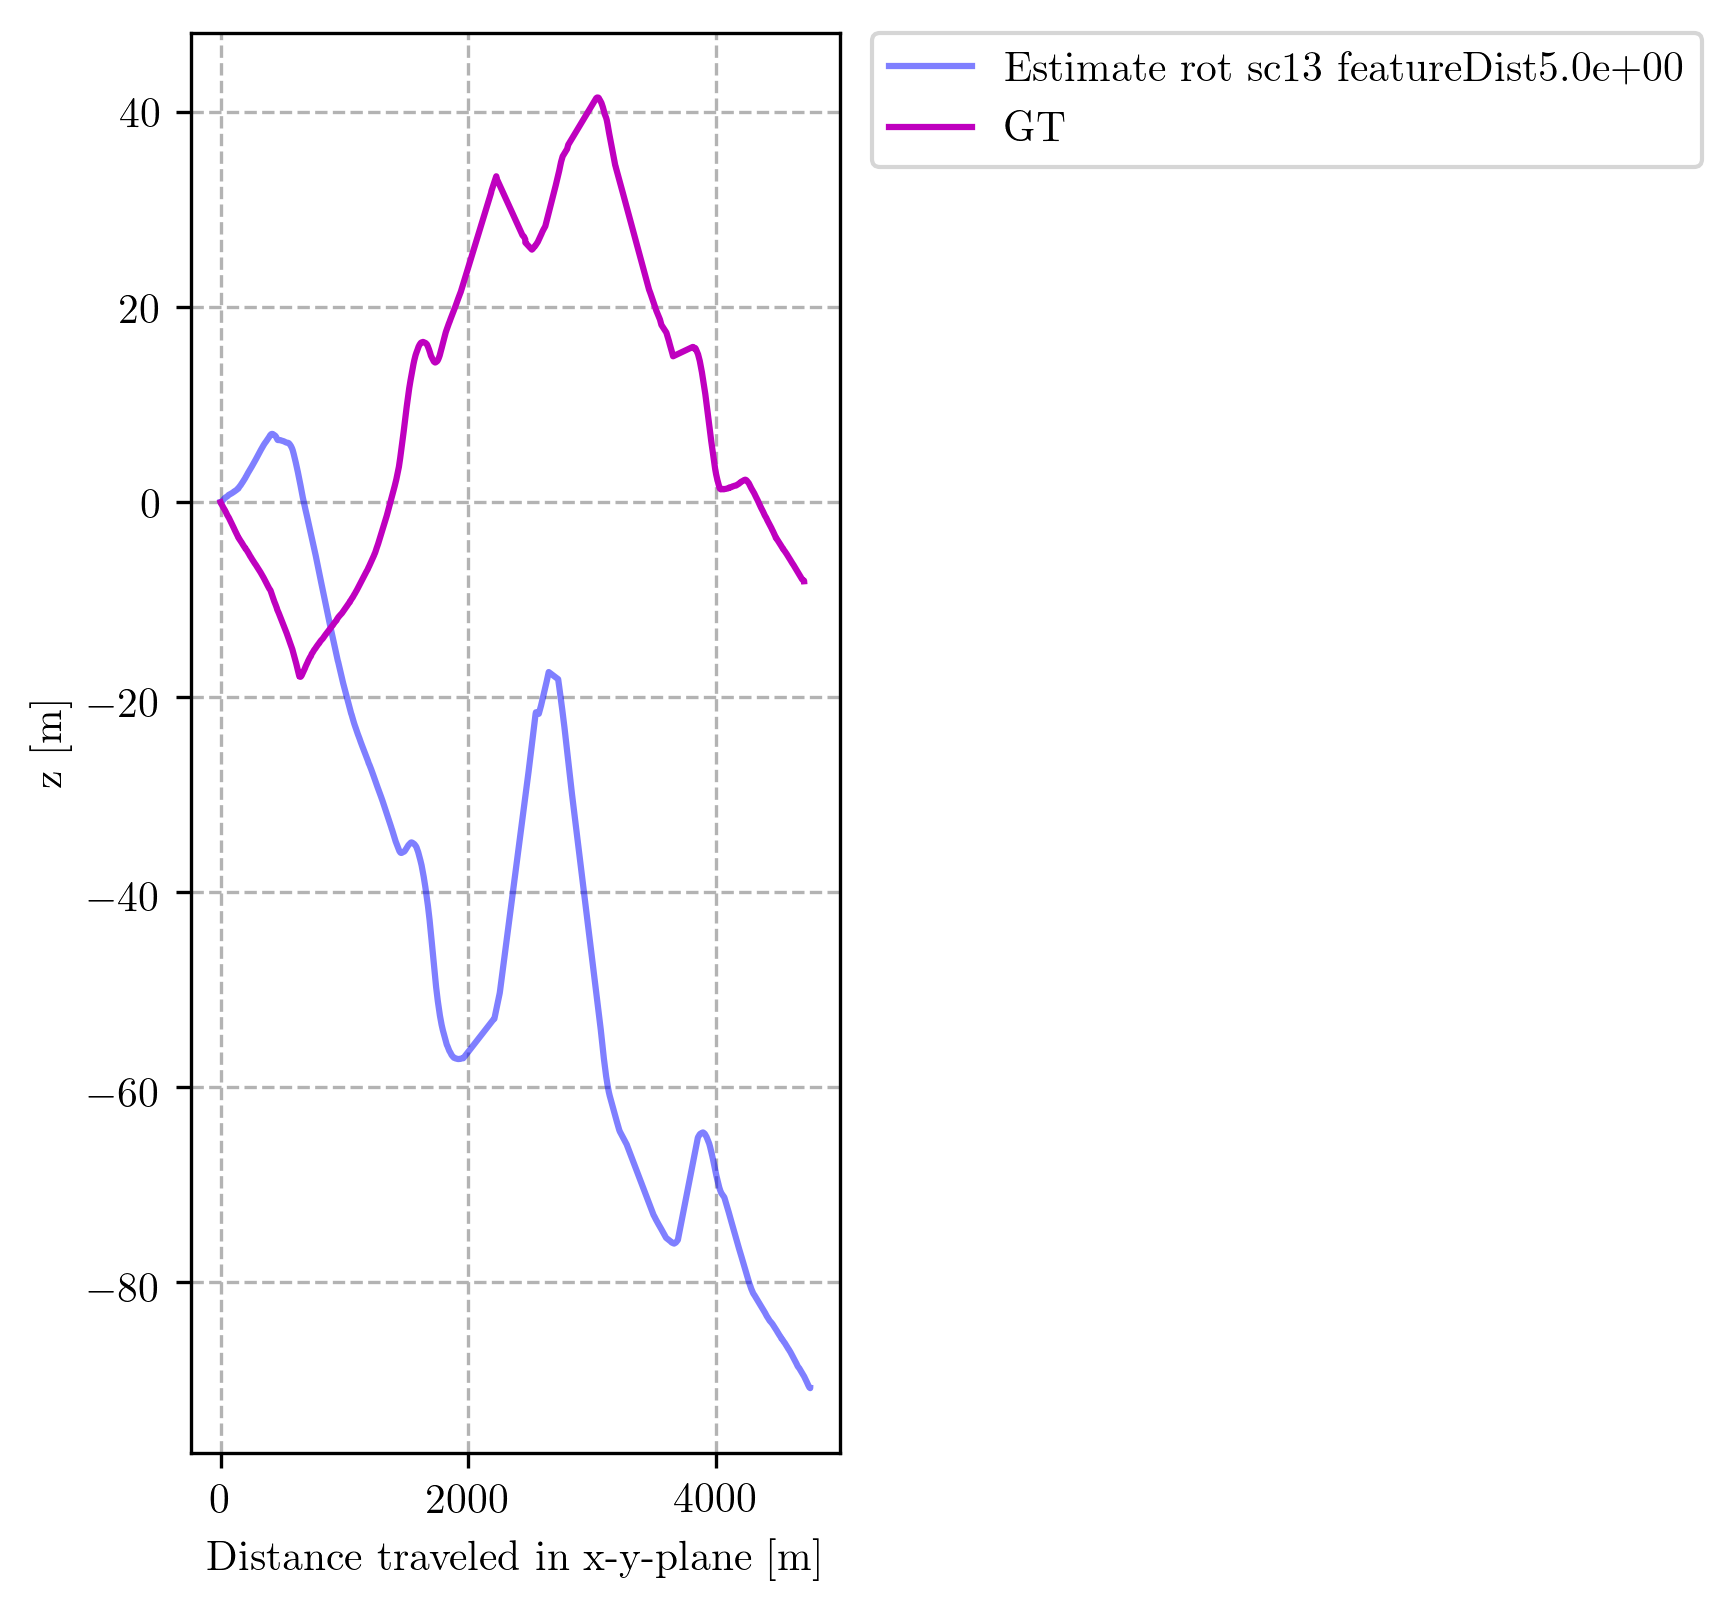 Estimate rot sc13 featureDist5.0e+00
GT
40
20
0
−20
−40
−60
−80
z [m]
0 2000 4000
Distance traveled in x-y-plane [m]